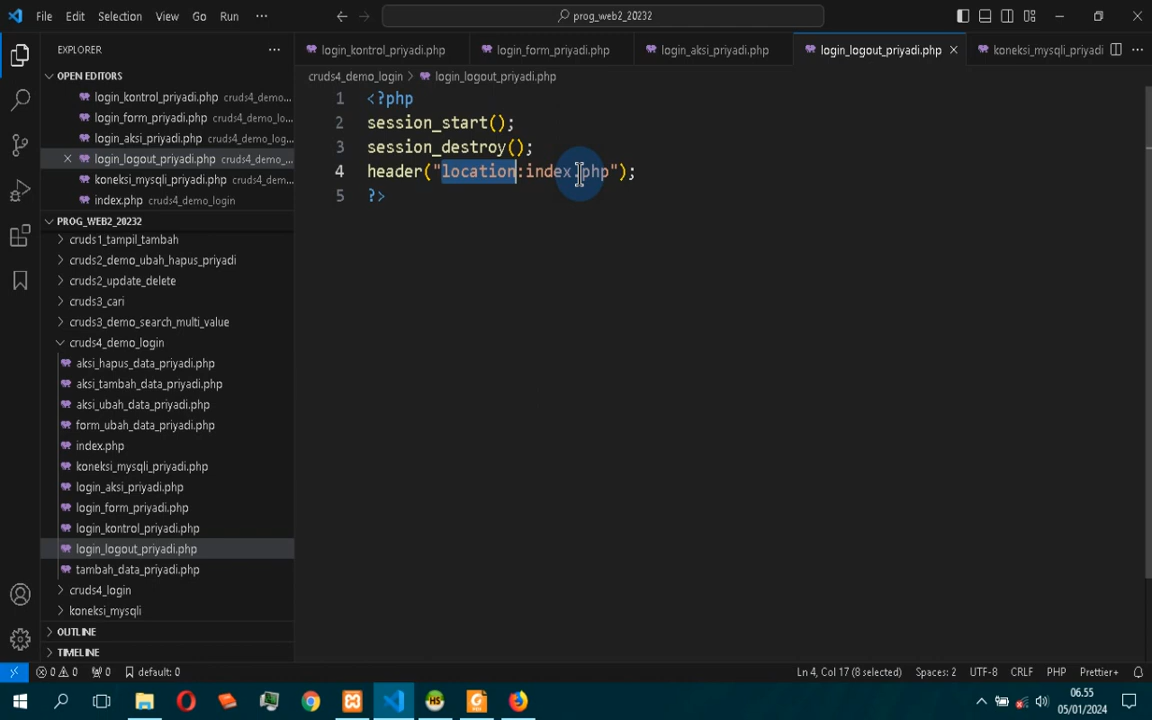 File Edit Selection View Go Run ... prog_web2_20232
EXPLORER ...
OPEN EDITORS
login_kontrol_priyadi.php cruds4_demo...
login_form_priyadi.php cruds4_demo_lo...
login_aksi_priyadi.php cruds4_demo_lo...
login_logout_priyadi.php cruds4_demo_...
koneksi_mysqli_priyadi.php cruds4_de...
index.php cruds4_demo_login
PROG_WEB2_20232
cruds1_tampil_tambah
cruds2_demo_ubah_hapus_priyadi
cruds2_update_delete
cruds3_cari
cruds3_demo_search_multi_value
cruds4_demo_login
aksi_hapus_data_priyadi.php
aksi_tambah_data_priyadi.php
aksi_ubah_data_priyadi.php
form_ubah_data_priyadi.php
index.php
koneksi_mysqli_priyadi.php
login_aksi_priyadi.php
login_form_priyadi.php
login_kontrol_priyadi.php
login_logout_priyadi.php
tambah_data_priyadi.php
cruds4_login
koneksi_mysqli
OUTLINE
TIMELINE
login_kontrol_priyadi.php login_form_priyadi.php login_aksi_priyadi.php login_logout_priyadi.php koneksi_mysqli_priyadi ...
cruds4_demo_login > login_logout_priyadi.php
1 <?php
2 session_start();
3 session_destroy();
4 header("location:index.php");
5 ?>
0 0 0 default: 0 Ln 4, Col 17 (8 selected) Spaces: 2 UTF-8 CRLF PHP Prettier+
06.55
05/01/2024